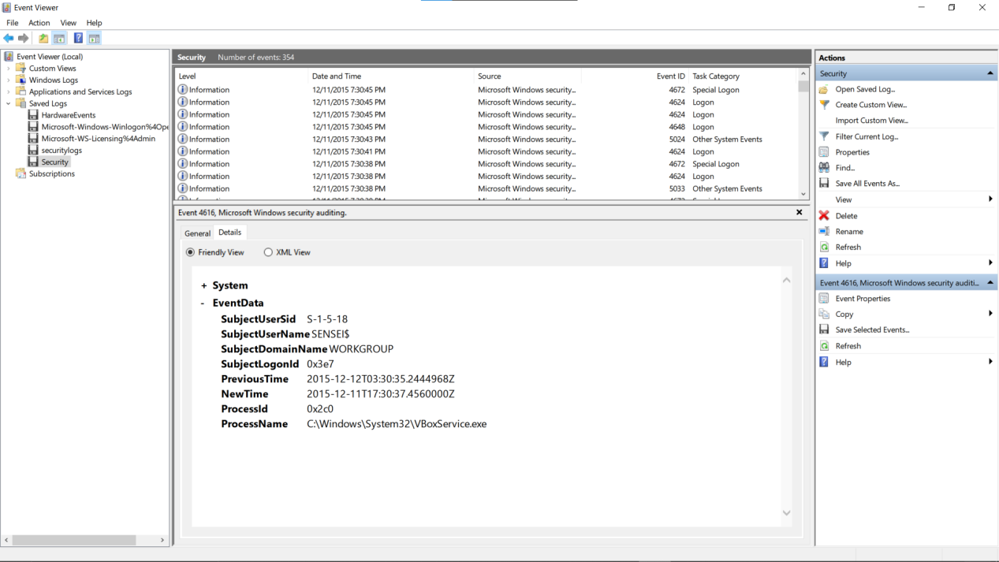 Event Viewer
File Action View Help
Event Viewer (Local)
Custom Views
Windows Logs
Applications and Services Logs
Saved Logs
HardwareEvents
Microsoft-Windows-Winlogon%4Ope
Microsoft-WS-Licensing%4Admin
securitylogs
Security
Subscriptions
Security Number of events: 354
Level Date and Time Source Event ID Task Category
Information 12/11/2015 7:30:45 PM Microsoft Windows security... 4672 Special Logon
Information 12/11/2015 7:30:45 PM Microsoft Windows security... 4624 Logon
Information 12/11/2015 7:30:45 PM Microsoft Windows security... 4624 Logon
Information 12/11/2015 7:30:45 PM Microsoft Windows security... 4648 Logon
Information 12/11/2015 7:30:43 PM Microsoft Windows security... 5024 Other System Events
Information 12/11/2015 7:30:41 PM Microsoft Windows security... 4624 Logon
Information 12/11/2015 7:30:38 PM Microsoft Windows security... 4672 Special Logon
Information 12/11/2015 7:30:38 PM Microsoft Windows security... 4624 Logon
Information 12/11/2015 7:30:38 PM Microsoft Windows security... 5033 Other System Events
Event 4616, Microsoft Windows security auditing.
General Details
Friendly View XML View
+ System
- EventData
SubjectUserSid S-1-5-18
SubjectUserName SENSEI$
SubjectDomainName WORKGROUP
SubjectLogonId 0x3e7
PreviousTime 2015-12-12T03:30:35.2444968Z
NewTime 2015-12-11T17:30:37.4560000Z
ProcessId 0x2c0
ProcessName C:\Windows\System32\VBoxService.exe
Actions
Security
Open Saved Log...
Create Custom View...
Import Custom View...
Filter Current Log...
Properties
Find...
Save All Events As...
View
Delete
Rename
Refresh
Help
Event 4616, Microsoft Windows security auditi...
Event Properties
Copy
Save Selected Events...
Refresh
Help